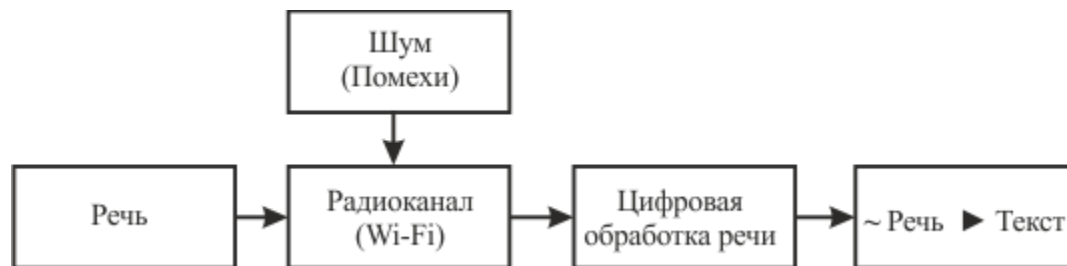 Шум
(Помехи)
Речь
Радиоканал
(Wi-Fi)
Цифровая
обработка речи
~ Речь ► Текст